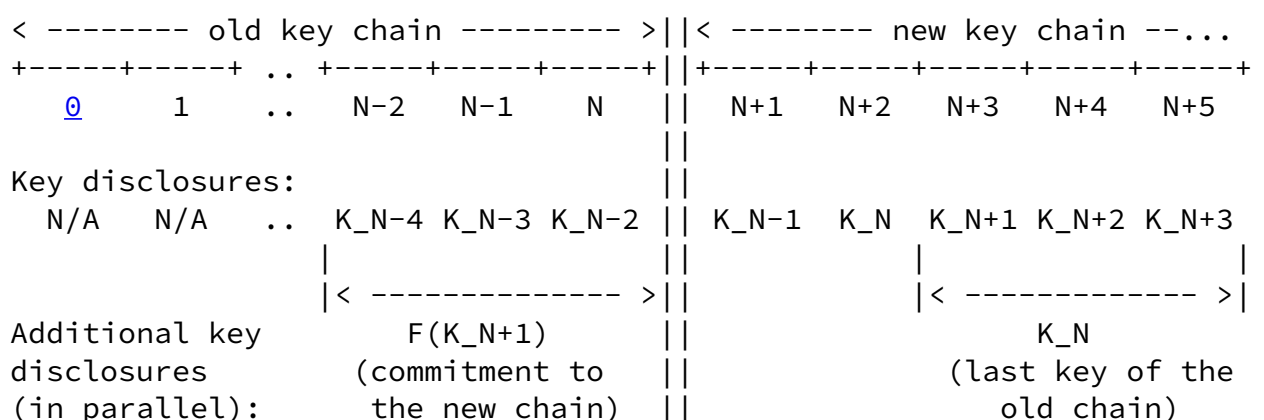 < -------- old key chain --------- >||< -------- new key chain --...
+-----+-----+ .. +-----+-----+-----+||+-----+-----+-----+-----+-----+
   0     1    ..   N-2   N-1    N   ||  N+1   N+2   N+3   N+4   N+5
                                    ||
Key disclosures:                    ||
  N/A   N/A   ..  K_N-4 K_N-3 K_N-2 || K_N-1  K_N  K_N+1 K_N+2 K_N+3
                 |                  ||            |                 |
                 |< -------------- >||            |< ------------- >|
Additional key        F(K_N+1)      ||                  K_N
disclosures        (commitment to   ||             (last key of the
(in parallel):      the new chain)  ||                old chain)